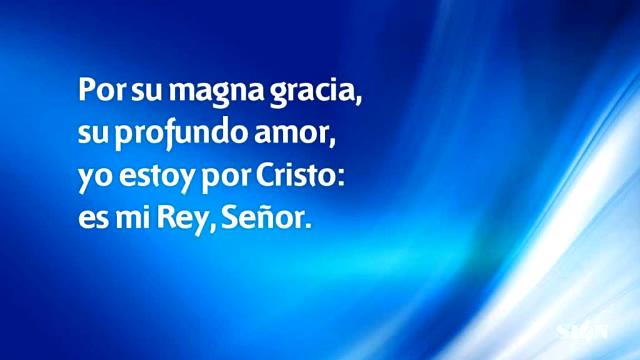 Por su magna gracia,
su profundo amor,
yo estoy por Cristo:
es mi Rey, Señor.